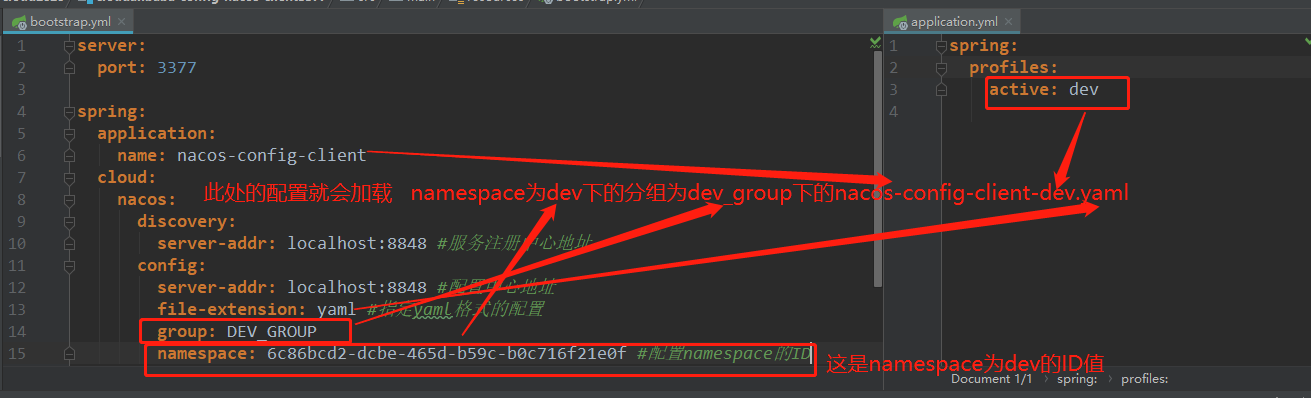 bootstrap.yml
application.yml
1 server:
2 port: 3377
3
4 spring:
5 application:
6 name: nacos-config-client
7 cloud:
8 nacos:
9 discovery:
10 server-addr: localhost:8848 #服务注册中心地址
11 config:
12 server-addr: localhost:8848 #配置中心地址
13 file-extension: yaml #指定yaml格式的配置
14 group: DEV_GROUP
15 namespace: 6c86bcd2-dcbe-465d-b59c-b0c716f21e0f #配置namespace的ID
1 spring:
2 profiles:
3 active: dev
4
此处的配置就会加载 namespace为dev下的分组为dev_group下的nacos-config-client-dev.yaml
这是namespace为dev的ID值
Document 1/1 › spring: › profiles: